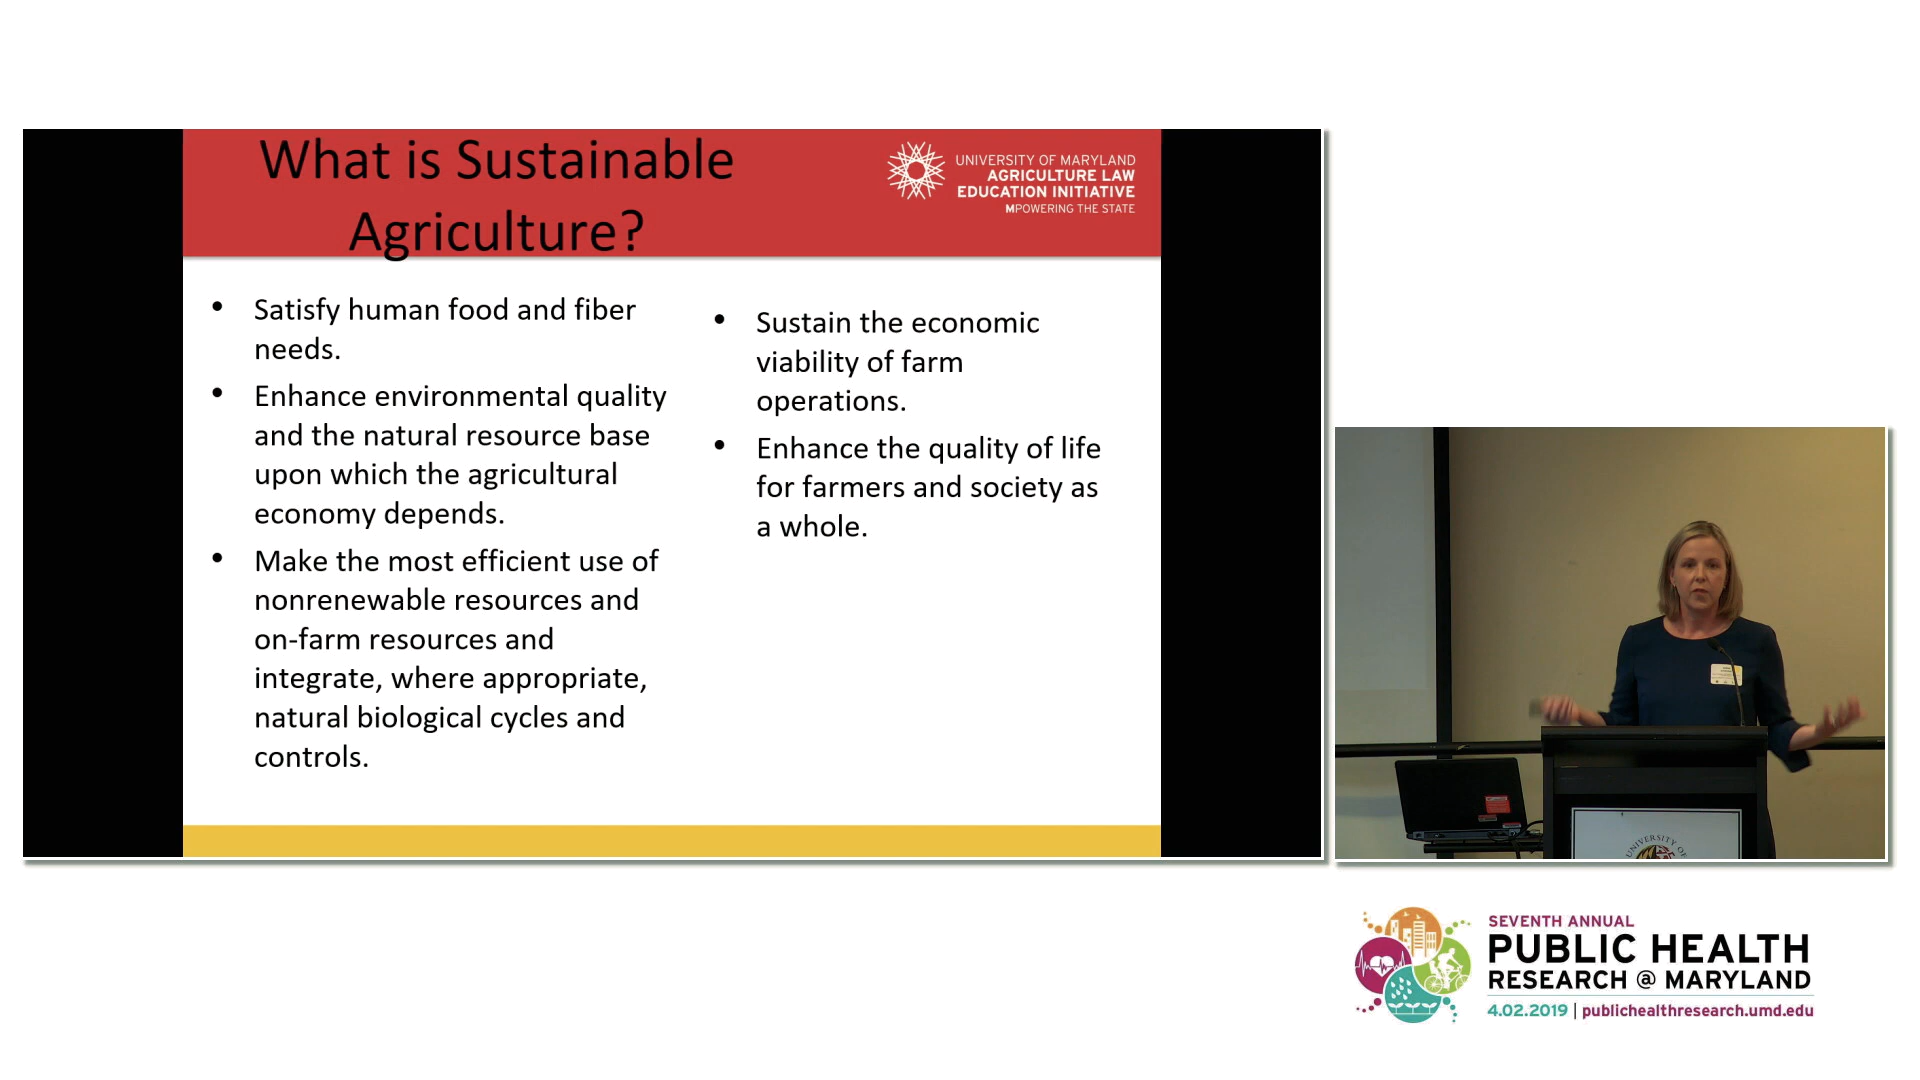 What is Sustainable
Agriculture?
UNIVERSITY OF MARYLAND
AGRICULTURE LAW
EDUCATION INITIATIVE
MPOWERING THE STATE
• Satisfy human food and fiber
needs.
• Enhance environmental quality
and the natural resource base
upon which the agricultural
economy depends.
• Make the most efficient use of
nonrenewable resources and
on-farm resources and
integrate, where appropriate,
natural biological cycles and
controls.
• Sustain the economic
viability of farm
operations.
• Enhance the quality of life
for farmers and society as
a whole.
UNIVERSITY OF
SEVENTH ANNUAL
PUBLIC HEALTH
RESEARCH @ MARYLAND
4.02.2019 | publichealthresearch.umd.edu